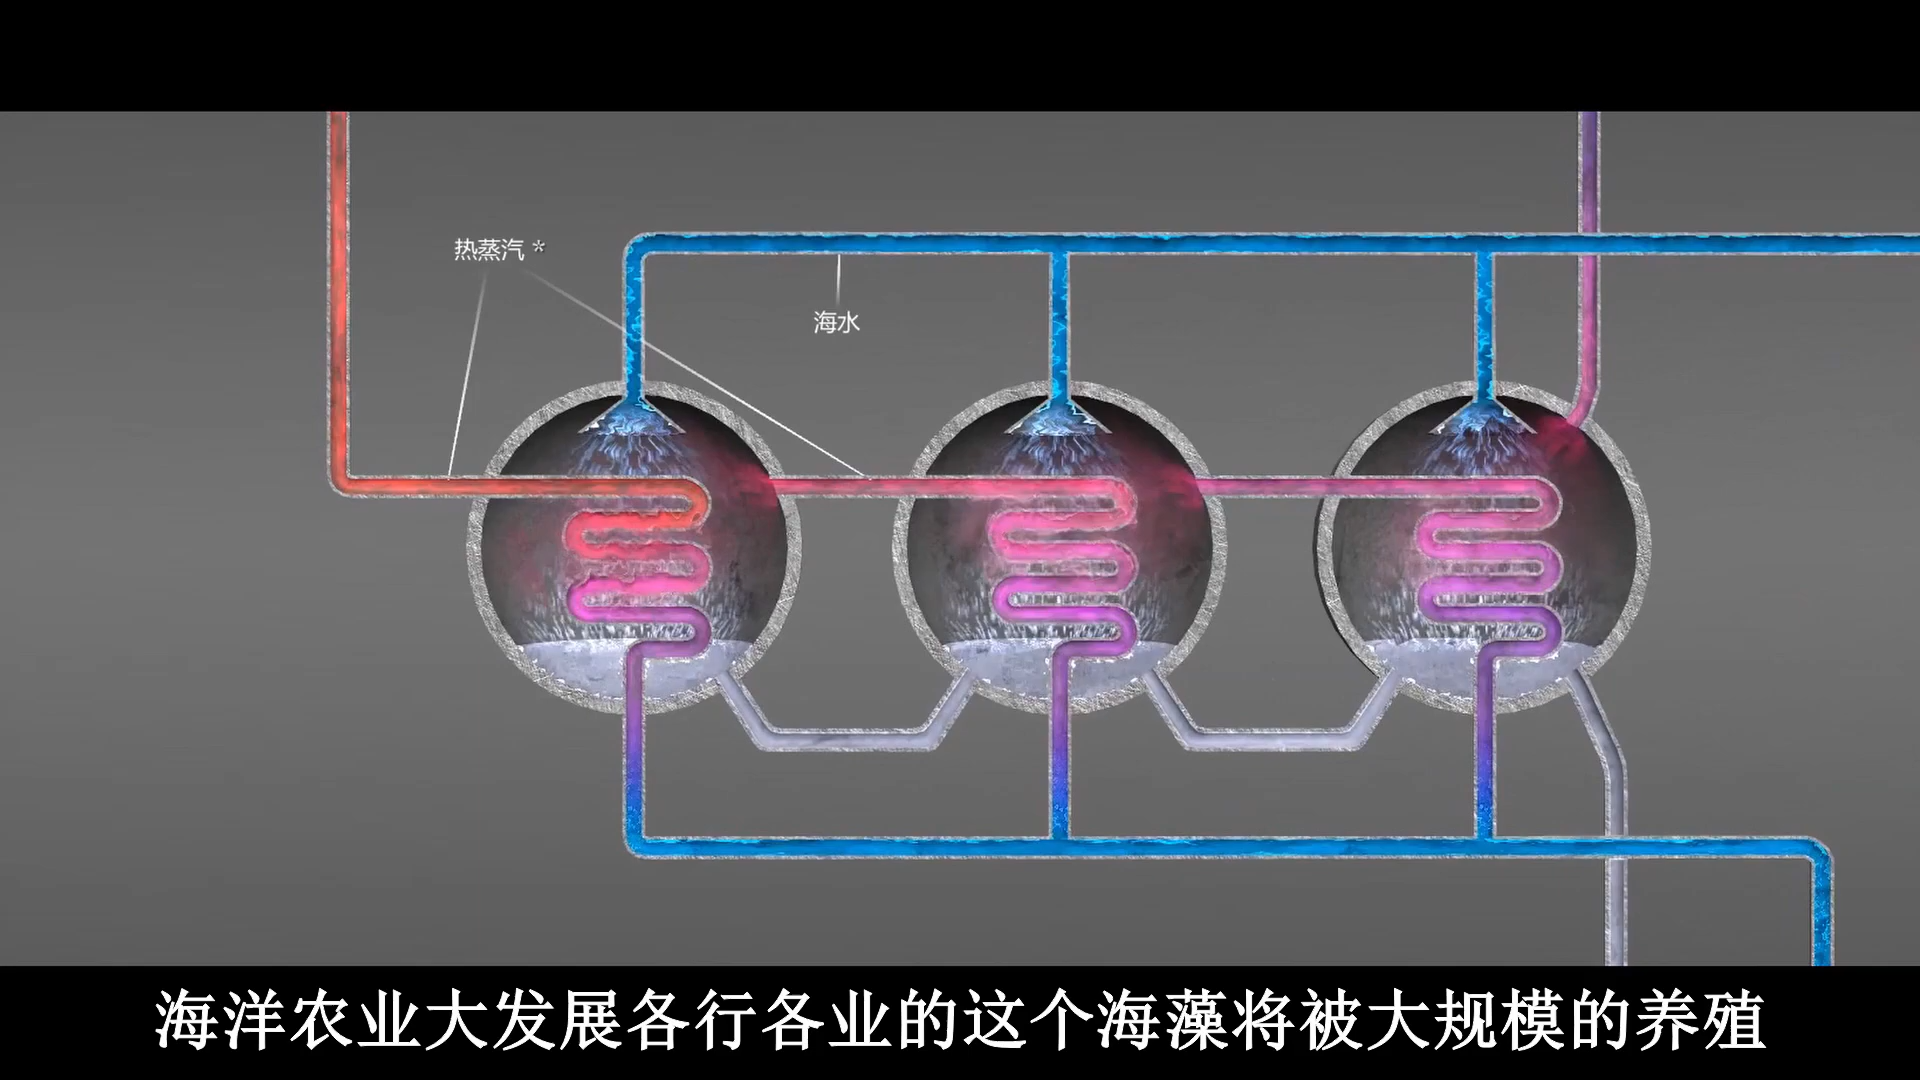 热蒸汽 *
海水
海洋农业大发展各行各业的这个海藻将被大规模的养殖